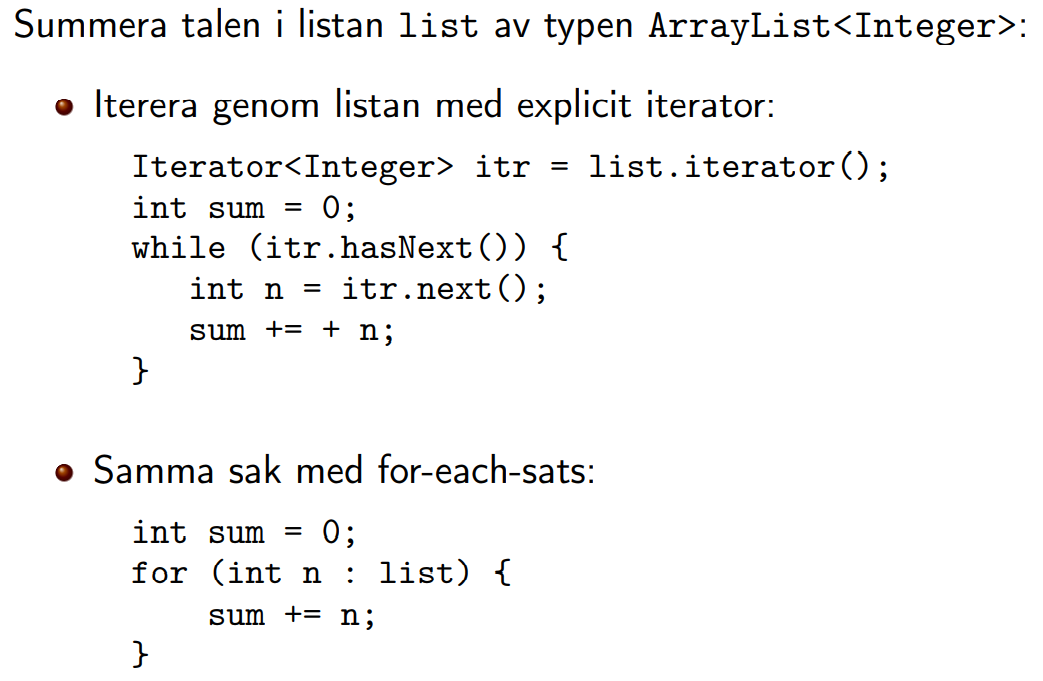 Summera talen i listan list av typen ArrayList<Integer>:
Iterera genom listan med explicit iterator:
Iterator<Integer> itr = list.iterator();
int sum = 0;
while (itr.hasNext()) {
int n = itr.next();
sum += + n;
}
Samma sak med for-each-sats:
int sum = 0;
for (int n : list) {
sum += n;
}